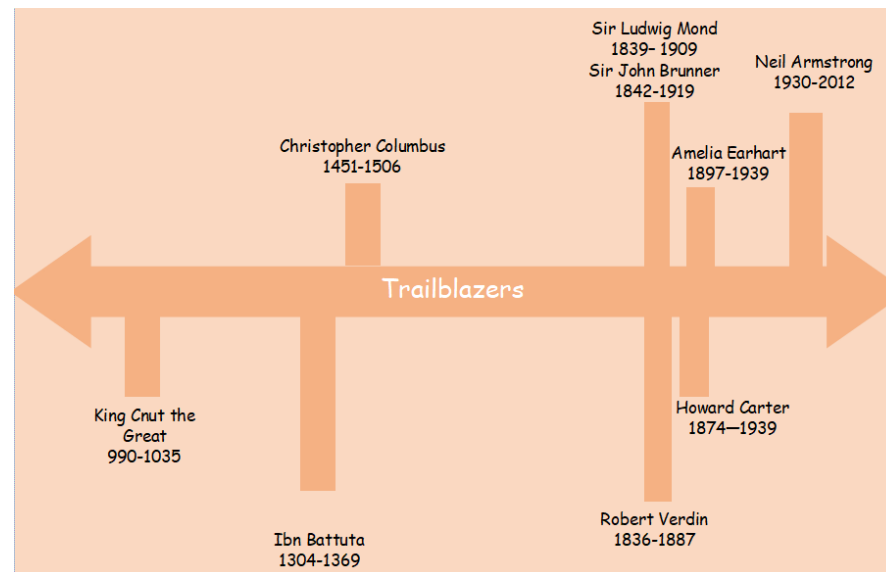 Sir Ludwig Mond
1839– 1909
Sir John Brunner
1842-1919
Neil Armstrong
1930-2012
Christopher Columbus
1451-1506
Amelia Earhart
1897-1939
Trailblazers
King Cnut the
Great
990-1035
Howard Carter
1874—1939
Ibn Battuta
1304-1369
Robert Verdin
1836-1887